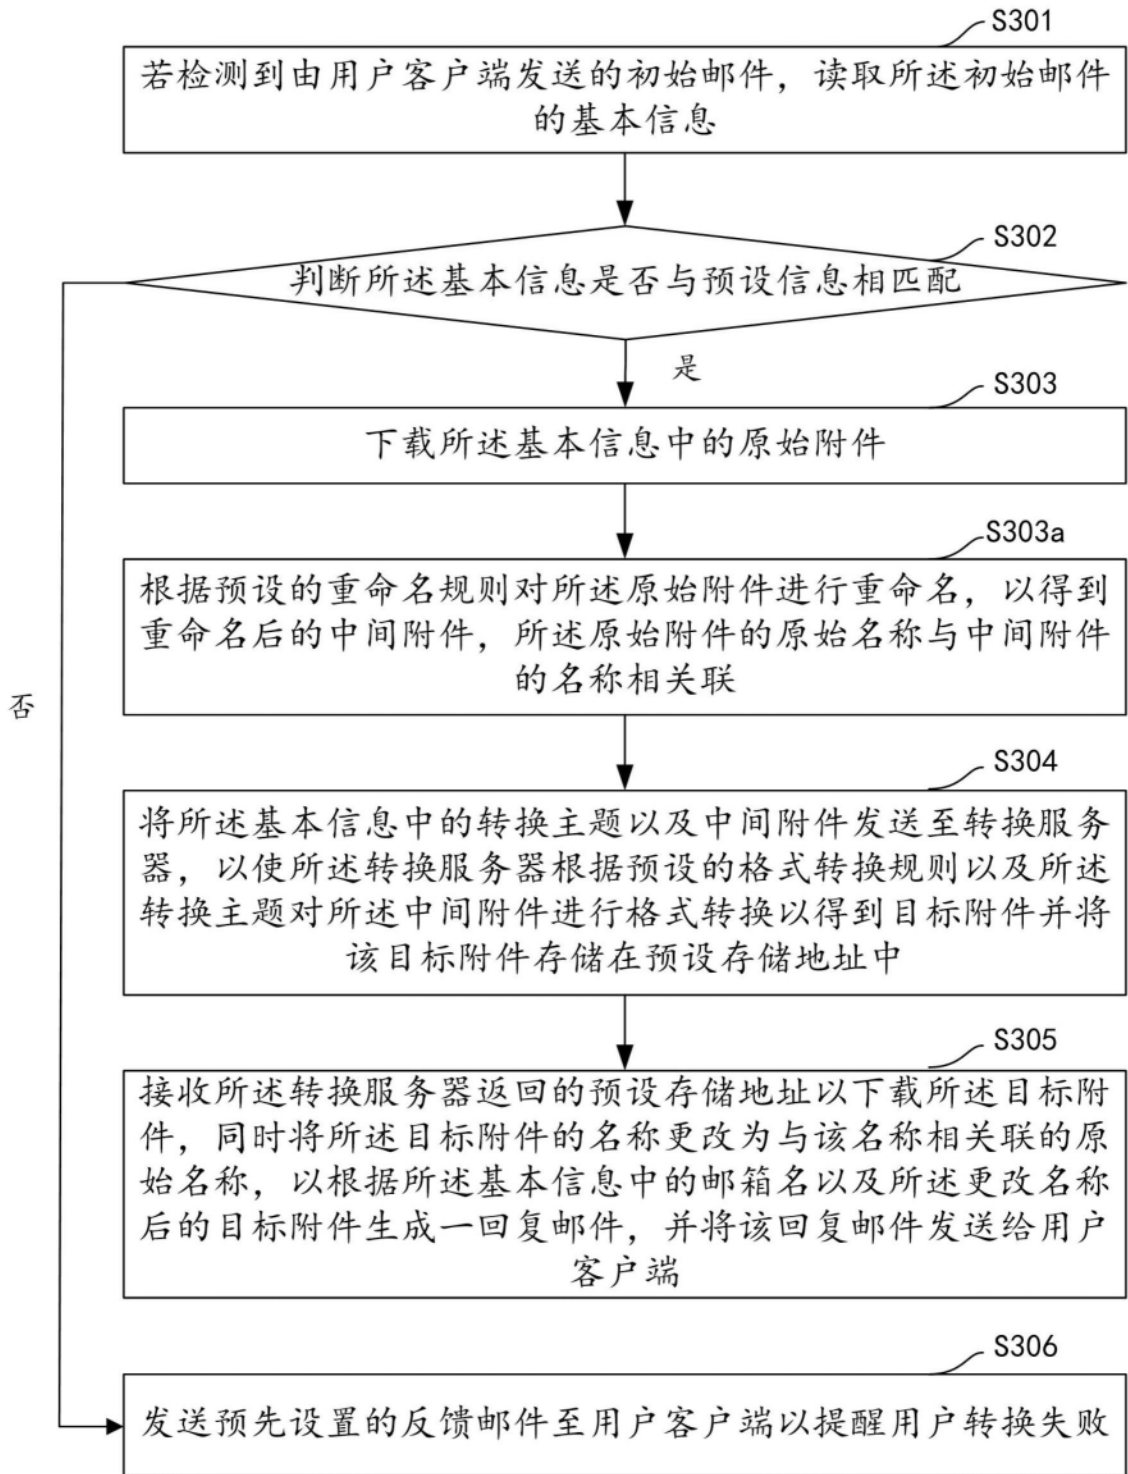 S301
若检测到由用户客户端发送的初始邮件，读取所述初始邮件
的基本信息
S302
判断所述基本信息是否与预设信息相匹配
是
S303
下载所述基本信息中的原始附件
S303a
根据预设的重命名规则对所述原始附件进行重命名，以得到
重命名后的中间附件，所述原始附件的原始名称与中间附件
的名称相关联
否
S304
将所述基本信息中的转换主题以及中间附件发送至转换服务
器，以使所述转换服务器根据预设的格式转换规则以及所述
转换主题对所述中间附件进行格式转换以得到目标附件并将
该目标附件存储在预设存储地址中
S305
接收所述转换服务器返回的预设存储地址以下载所述目标附
件，同时将所述目标附件的名称更改为与该名称相关联的原
始名称，以根据所述基本信息中的邮箱名以及所述更改名称
后的目标附件生成一回复邮件，并将该回复邮件发送给用户
客户端
S306
发送预先设置的反馈邮件至用户客户端以提醒用户转换失败